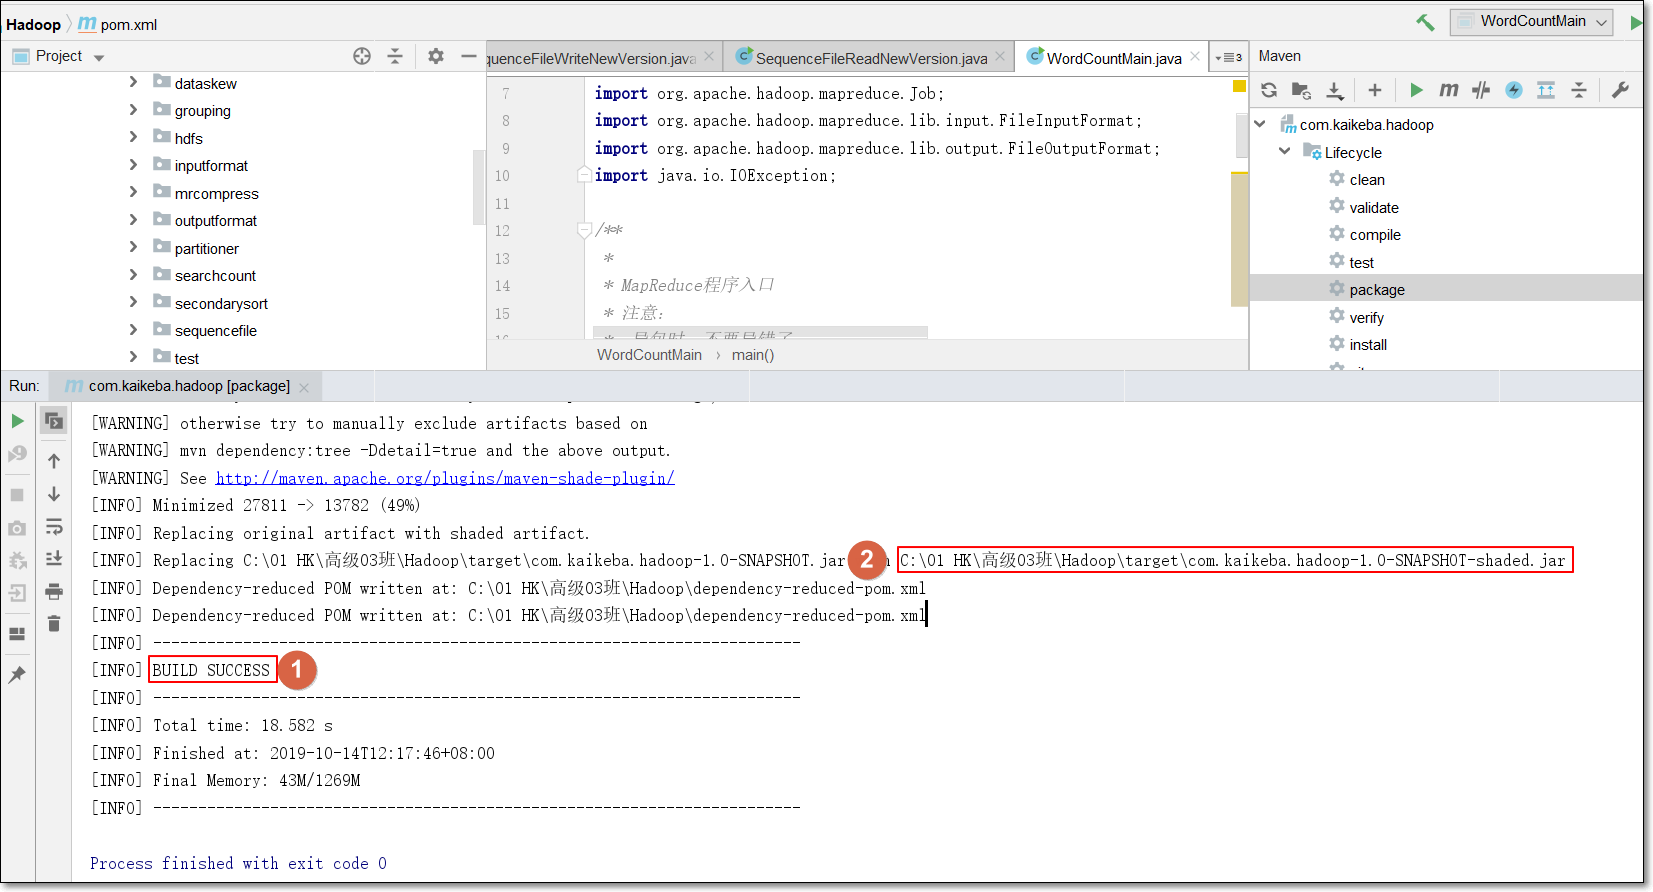 Hadoop pom.xml WordCountMain
Project
quenceFileWriteNewVersion.java SequenceFileReadNewVersion.java WordCountMain.java 3
Maven
dataskew
grouping
hdfs
inputformat
mrcompress
outputformat
partitioner
searchcount
secondarysort
sequencefile
test
7 import org.apache.hadoop.mapreduce.Job;
8 import org.apache.hadoop.mapreduce.lib.input.FileInputFormat;
9 import org.apache.hadoop.mapreduce.lib.output.FileOutputFormat;
10 import java.io.IOException;
11
12 /**
13 *
14 * MapReduce程序入口
15 * 注意:
WordCountMain › main()
com.kaikeba.hadoop
Lifecycle
clean
validate
compile
test
package
verify
install
Run: com.kaikeba.hadoop [package]
[WARNING] otherwise try to manually exclude artifacts based on
[WARNING] mvn dependency:tree -Ddetail=true and the above output.
[WARNING] See http://maven.apache.org/plugins/maven-shade-plugin/
[INFO] Minimized 27811 -> 13782 (49%)
[INFO] Replacing original artifact with shaded artifact.
[INFO] Replacing C:\01 HK\高级03班\Hadoop\target\com.kaikeba.hadoop-1.0-SNAPSHOT.jar 2 C:\01 HK\高级03班\Hadoop\target\com.kaikeba.hadoop-1.0-SNAPSHOT-shaded.jar
[INFO] Dependency-reduced POM written at: C:\01 HK\高级03班\Hadoop\dependency-reduced-pom.xml
[INFO] Dependency-reduced POM written at: C:\01 HK\高级03班\Hadoop\dependency-reduced-pom.xml
[INFO] ------------------------------------------------------------------------
[INFO] BUILD SUCCESS 1
[INFO] ------------------------------------------------------------------------
[INFO] Total time: 18.582 s
[INFO] Finished at: 2019-10-14T12:17:46+08:00
[INFO] Final Memory: 43M/1269M
[INFO] ------------------------------------------------------------------------
Process finished with exit code 0